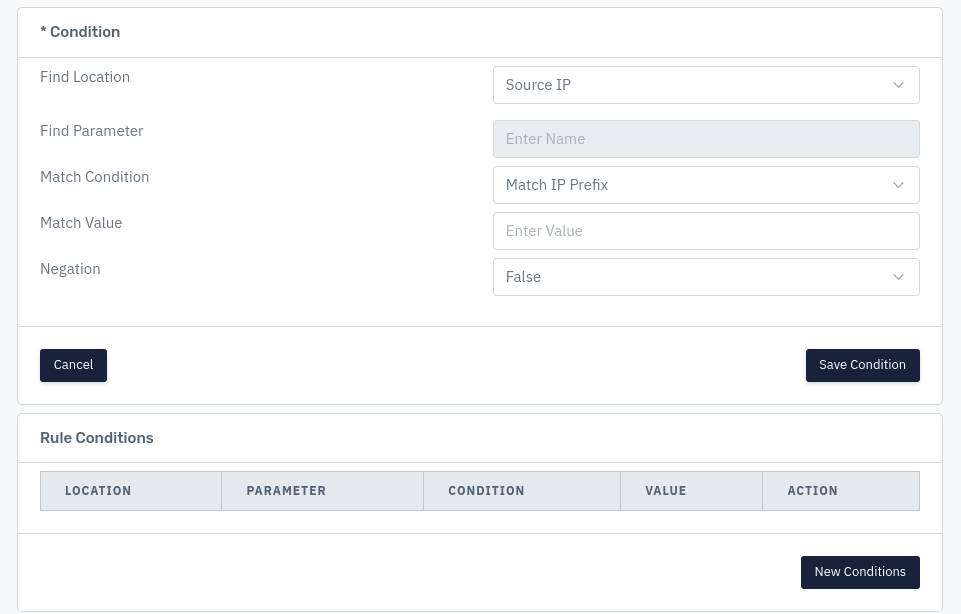 * Condition
Find Location
Source IP
Find Parameter
Enter Name
Match Condition
Match IP Prefix
Match Value
Enter Value
Negation
False
Cancel
Save Condition
Rule Conditions
LOCATION PARAMETER CONDITION VALUE ACTION
New Conditions